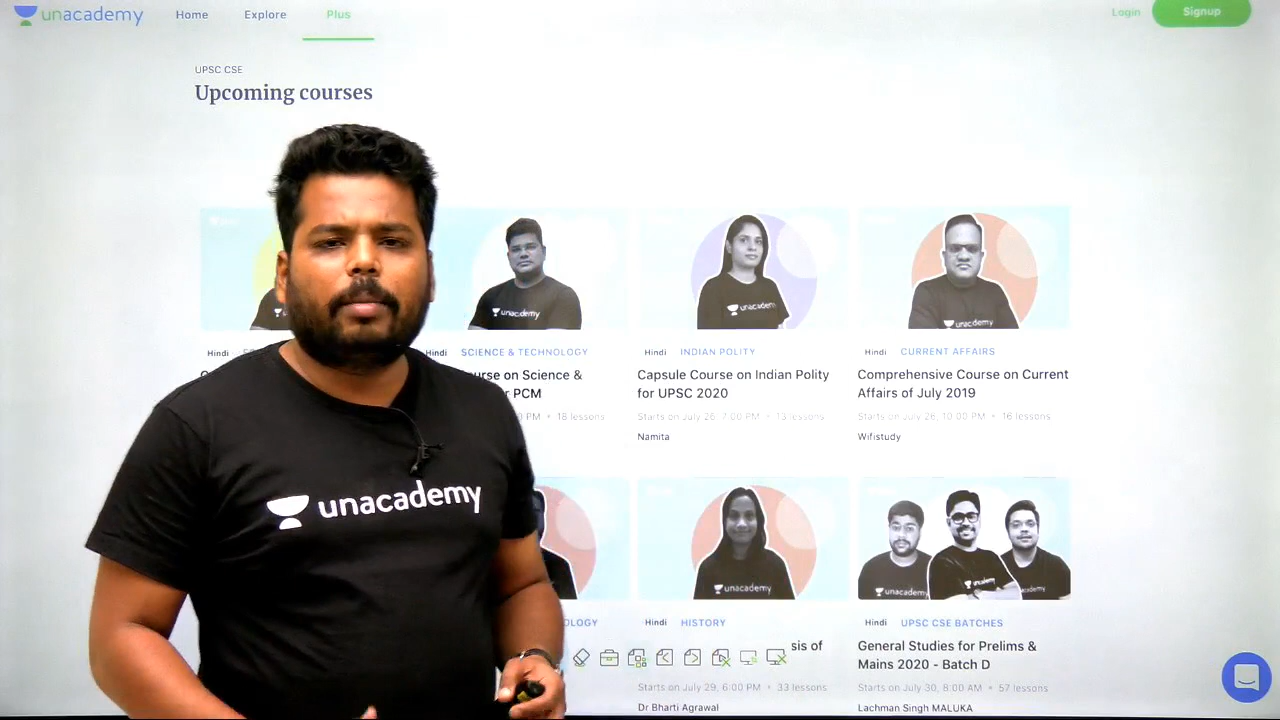 unacademy
Home
Explore
Plus
Login
Signup
UPSC CSE
Upcoming courses
Hindi
Hindi SCIENCE & TECHNOLOGY
Hindi INDIAN POLITY
Hindi CURRENT AFFAIRS
Science &
PCM
18 lessons
Capsule Course on Indian Polity
for UPSC 2020
Starts on July 26, 7:00 PM • 13 lessons
Namita
Comprehensive Course on Current
Affairs of July 2019
Starts on July 26, 10:00 PM • 16 lessons
Wifistudy
unacademy
unacademy
unacademy
unacademy
unacademy
unacademy
unacademy
Hindi HISTORY
Starts on July 29, 6:00 PM • 33 lessons
Dr Bharti Agrawal
Hindi UPSC CSE BATCHES
General Studies for Prelims &
Mains 2020 - Batch D
Starts on July 30, 8:00 AM • 57 lessons
Lachman Singh MALUKA